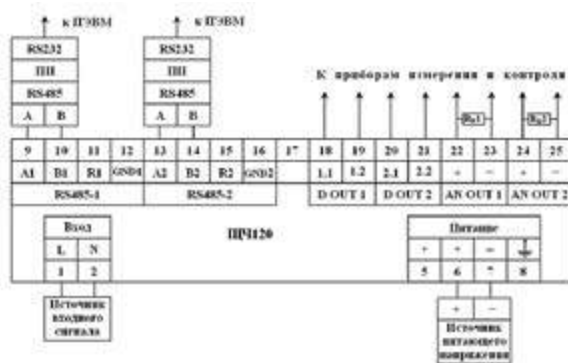 к ПЭВМ к ПЭВМ
RS232 RS232
ПИ ПИ
RS485 RS485
К приборам измерения и контроля
A B A B
Rн1 Rн2
9 10 11 12 13 14 15 16 17 18 19 20 21 22 23 24 25
A1 B1 R1 GND1 A2 B2 R2 GND2 1.1 1.2 2.1 2.2 + − + −
RS485-1 RS485-2 D OUT 1 D OUT 2 AN OUT 1 AN OUT 2
Вход ЩЧ120 Питание
L N + + −
1 2 5 6 7 8
Источник входного сигнала
+ −
Источник питающего напряжения